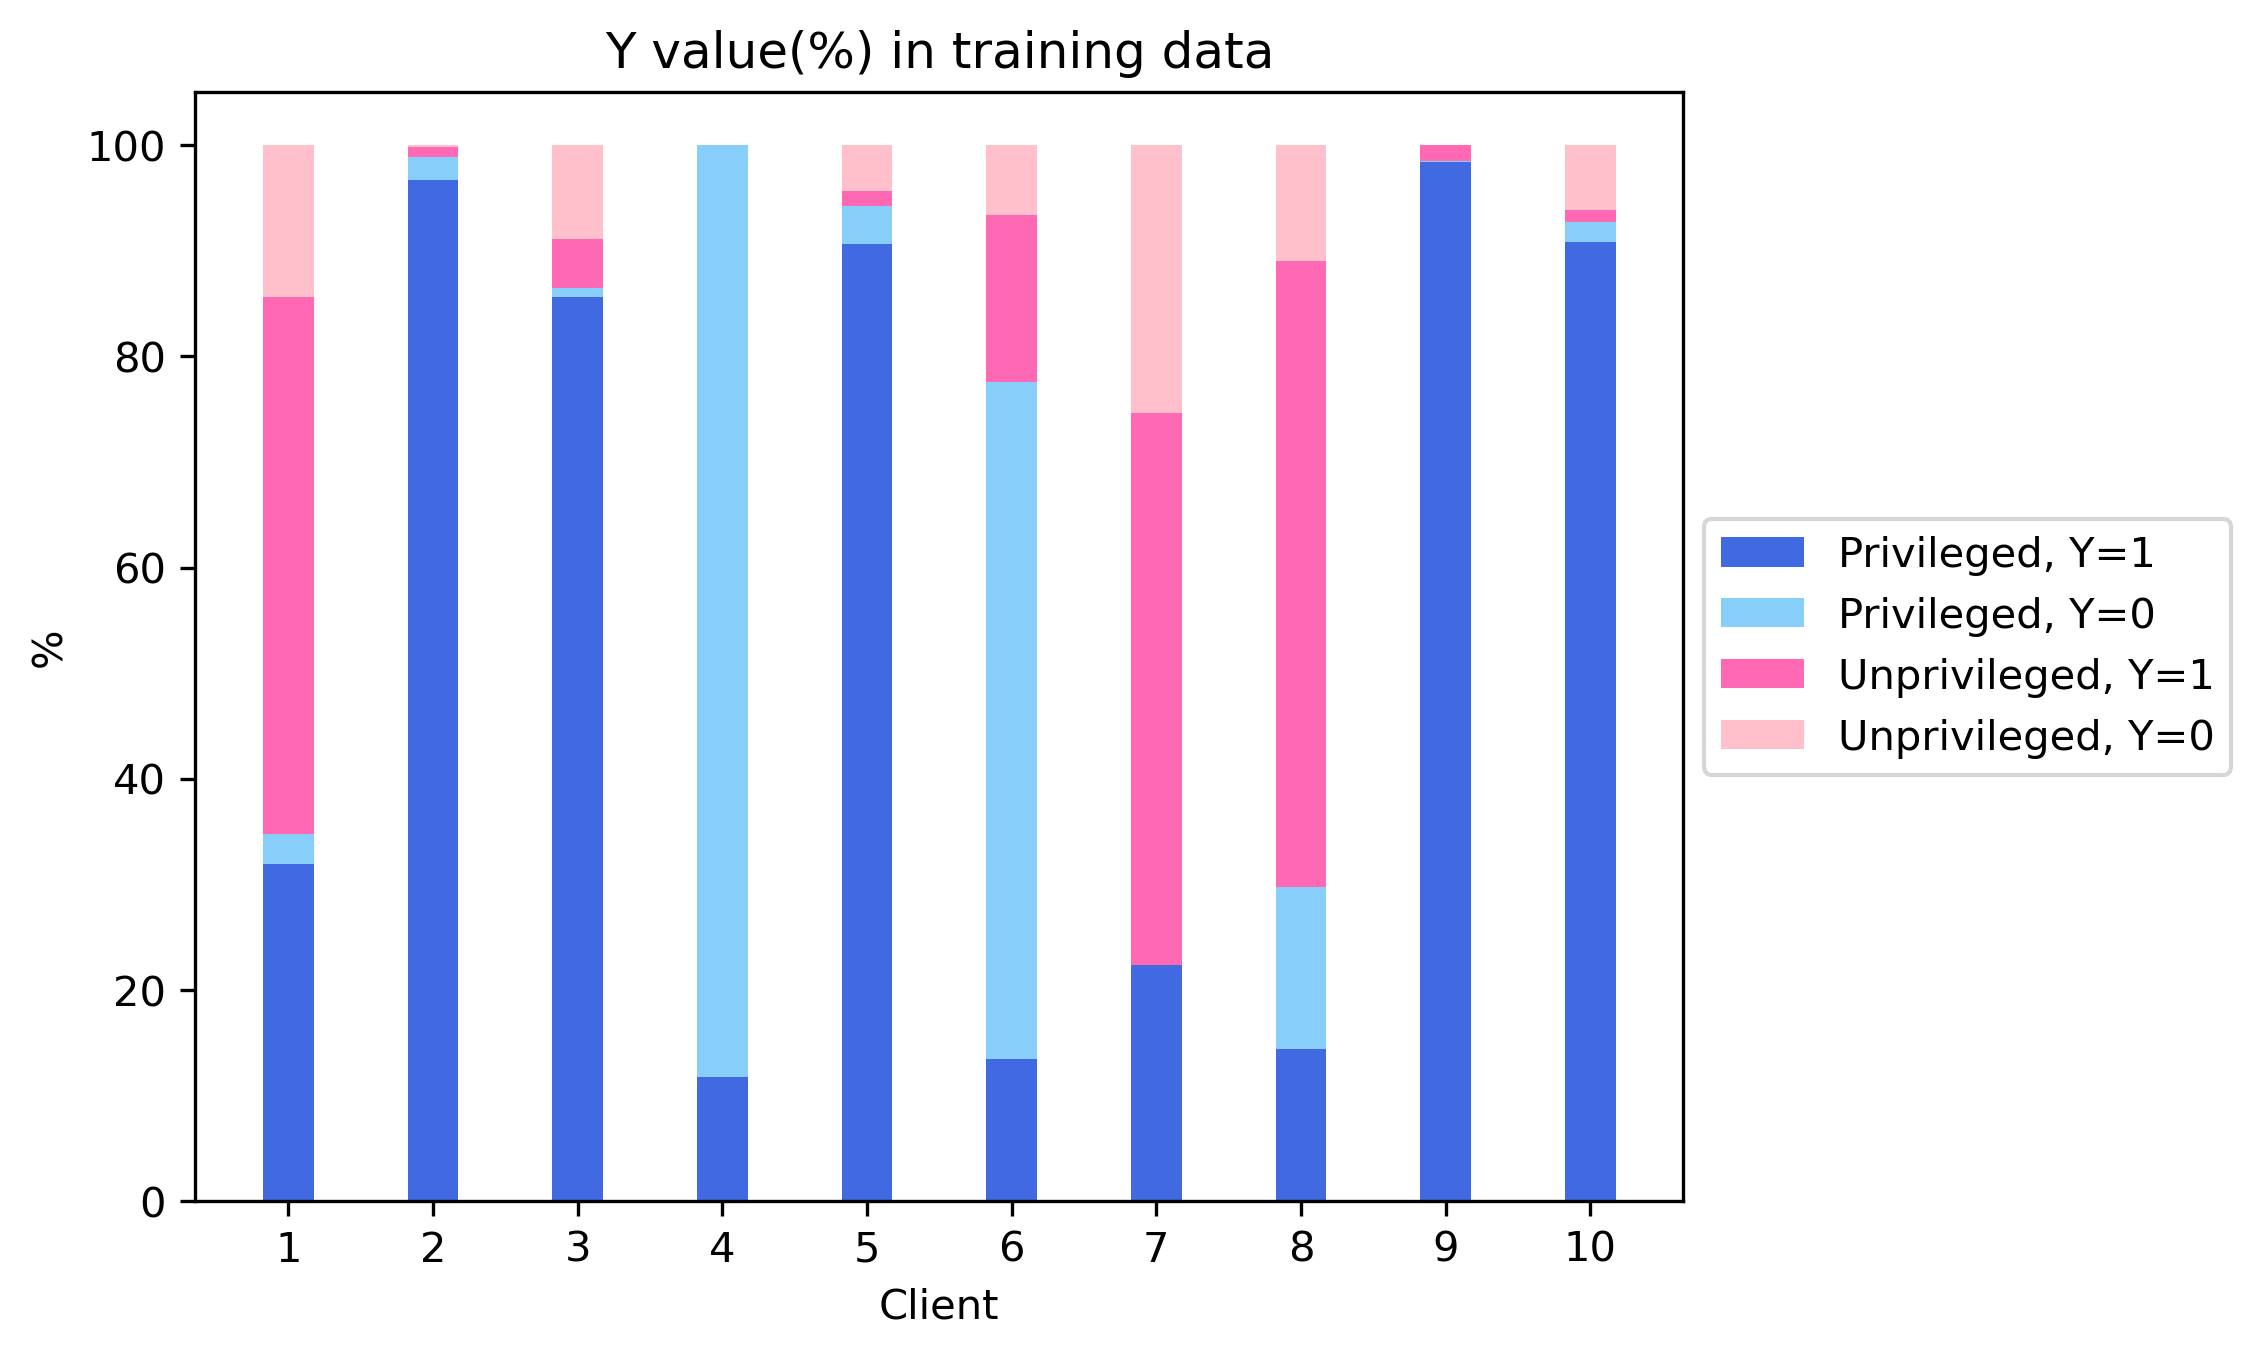 Y value(%) in training data
100
80
60
40
20
0
%
1 2 3 4 5 6 7 8 9 10
Client
Privileged, Y=1
Privileged, Y=0
Unprivileged, Y=1
Unprivileged, Y=0